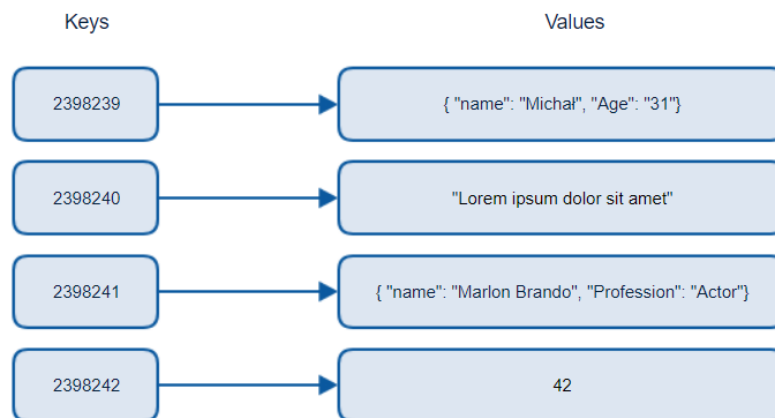 Keys Values
2398239 { "name": "Michał", "Age": "31"}
2398240 "Lorem ipsum dolor sit amet"
2398241 { "name": "Marlon Brando", "Profession": "Actor"}
2398242 42